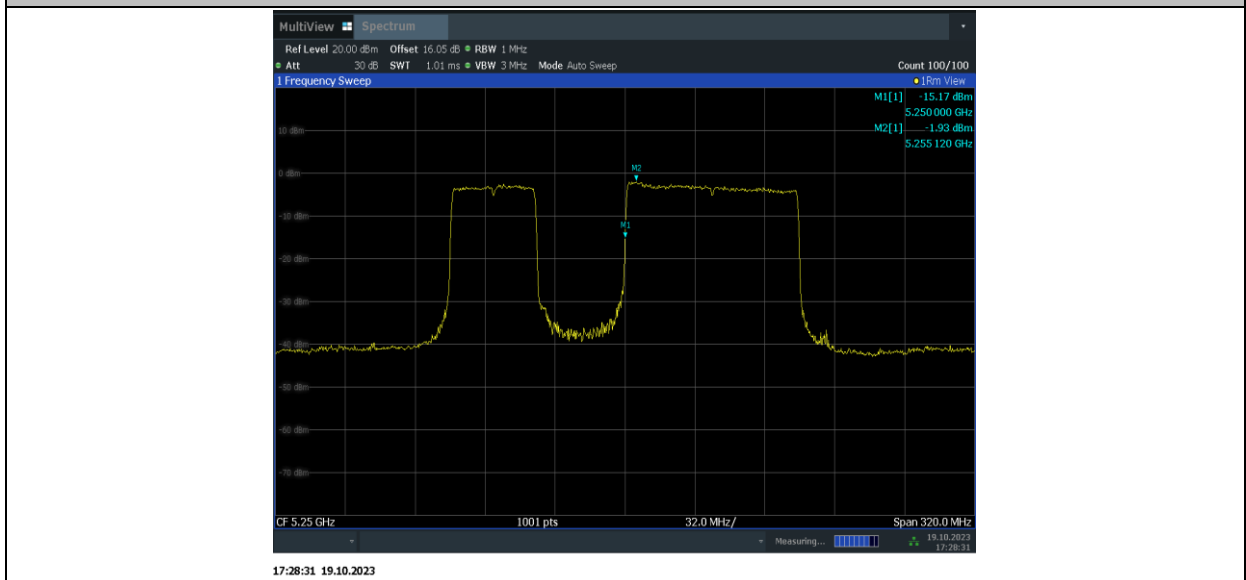 MultiView Spectrum
Ref Level 20.00 dBm Offset 16.05 dB RBW 1 MHz
Att 30 dB SWT 1.01 ms VBW 3 MHz Mode Auto Sweep Count 100/100
1 Frequency Sweep 1Rm View
M1[1] -15.17 dBm
5.250 000 GHz
10 dBm
M2[1] -1.93 dBm
5.255 120 GHz
0 dBm
M2
-10 dBm
M1
-20 dBm
-30 dBm
-40 dBm
-50 dBm
-60 dBm
-70 dBm
CF 5.25 GHz 1001 pts 32.0 MHz/ Span 320.0 MHz
Measuring... 19.10.2023
17:28:31
17:28:31 19.10.2023